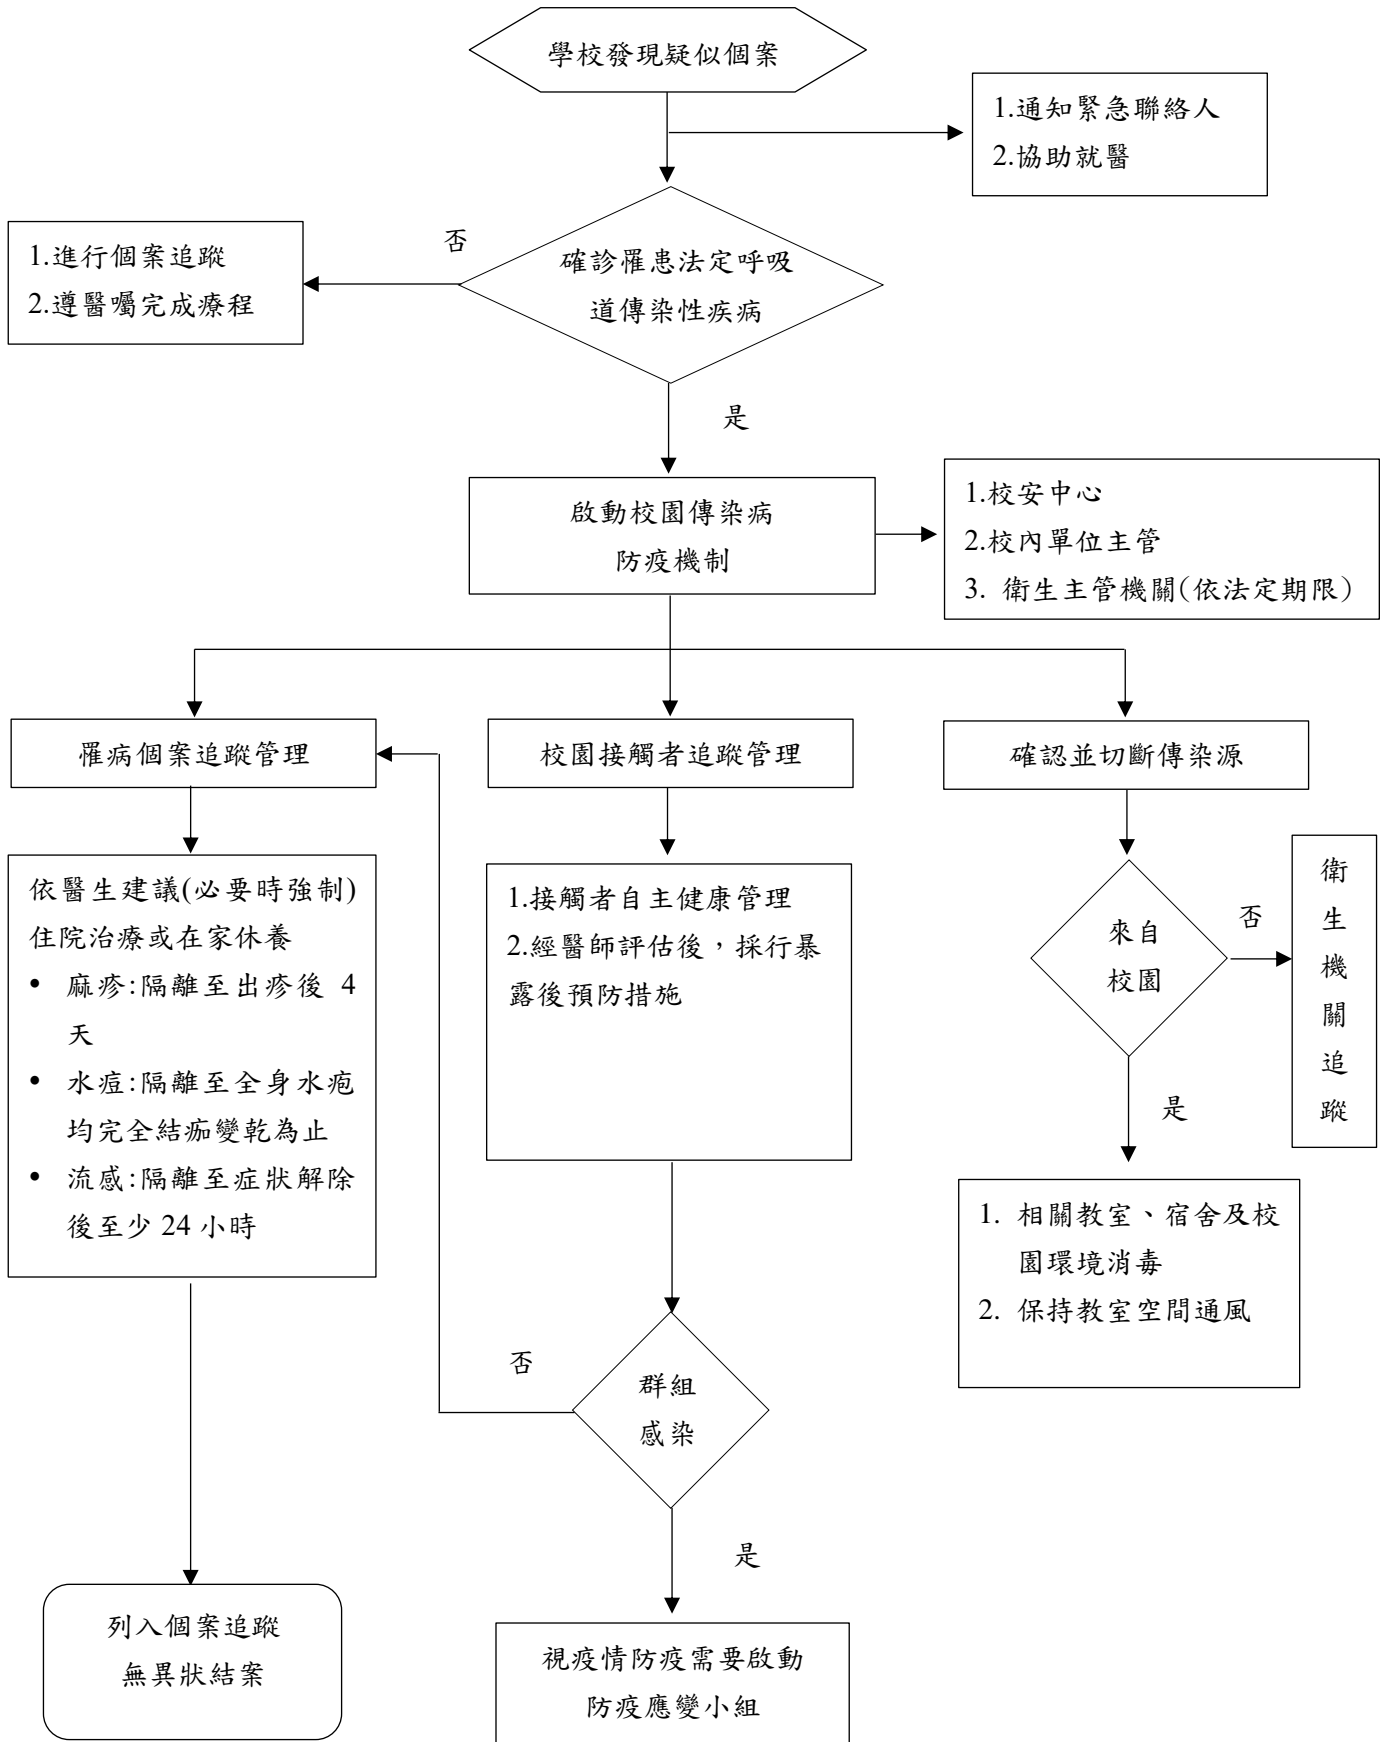 學校發現疑似個案
1.通知緊急聯絡人
2.協助就醫
否
1.進行個案追蹤
2.遵醫囑完成療程
確診罹患法定呼吸
道傳染性疾病
是
啟動校園傳染病
防疫機制
1.校安中心
2.校內單位主管
3. 衛生主管機關(依法定期限)
罹病個案追蹤管理
校園接觸者追蹤管理
確認並切斷傳染源
依醫生建議(必要時強制)
住院治療或在家休養
• 麻疹:隔離至出疹後 4
天
• 水痘:隔離至全身水疱
均完全結痂變乾為止
• 流感:隔離至症狀解除
後至少 24 小時
1.接觸者自主健康管理
2.經醫師評估後，採行暴
露後預防措施
來自
校園
否
衛
生
機
關
追
蹤
是
1. 相關教室、宿舍及校
園環境消毒
2. 保持教室空間通風
否
群組
感染
是
列入個案追蹤
無異狀結案
視疫情防疫需要啟動
防疫應變小組